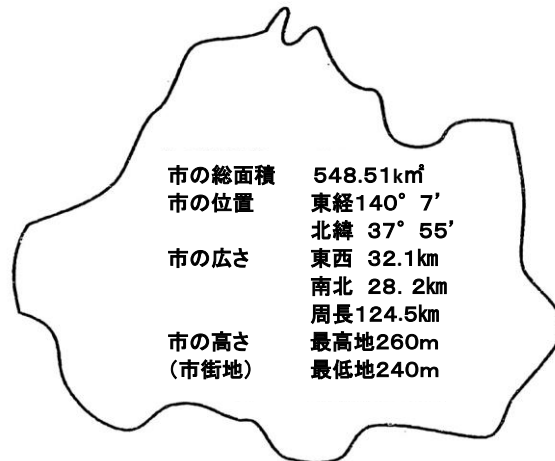 市の総面積 548.51k㎡
市の位置 東経140° 7′
北緯 37° 55′
市の広さ 東西 32.1㎞
南北 28. 2㎞
周長124.5㎞
市の高さ 最高地260m
(市街地) 最低地240m